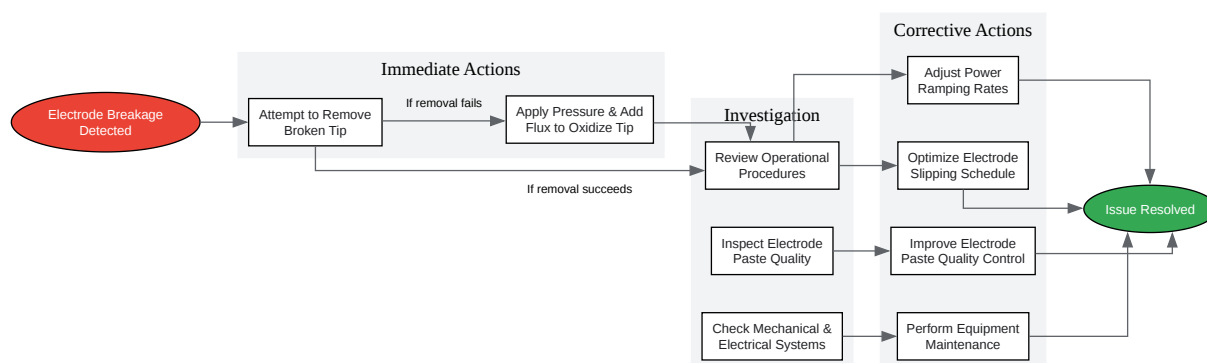 Corrective Actions
Immediate Actions
Adjust Power
Ramping Rates
Electrode Breakage
Detected
Attempt to Remove
Broken Tip
If removal fails
Apply Pressure & Add
Flux to Oxidize Tip
Investigation
Review Operational
Procedures
Optimize Electrode
Slipping Schedule
If removal succeeds
Issue Resolved
Inspect Electrode
Paste Quality
Improve Electrode
Paste Quality Control
Check Mechanical &
Electrical Systems
Perform Equipment
Maintenance